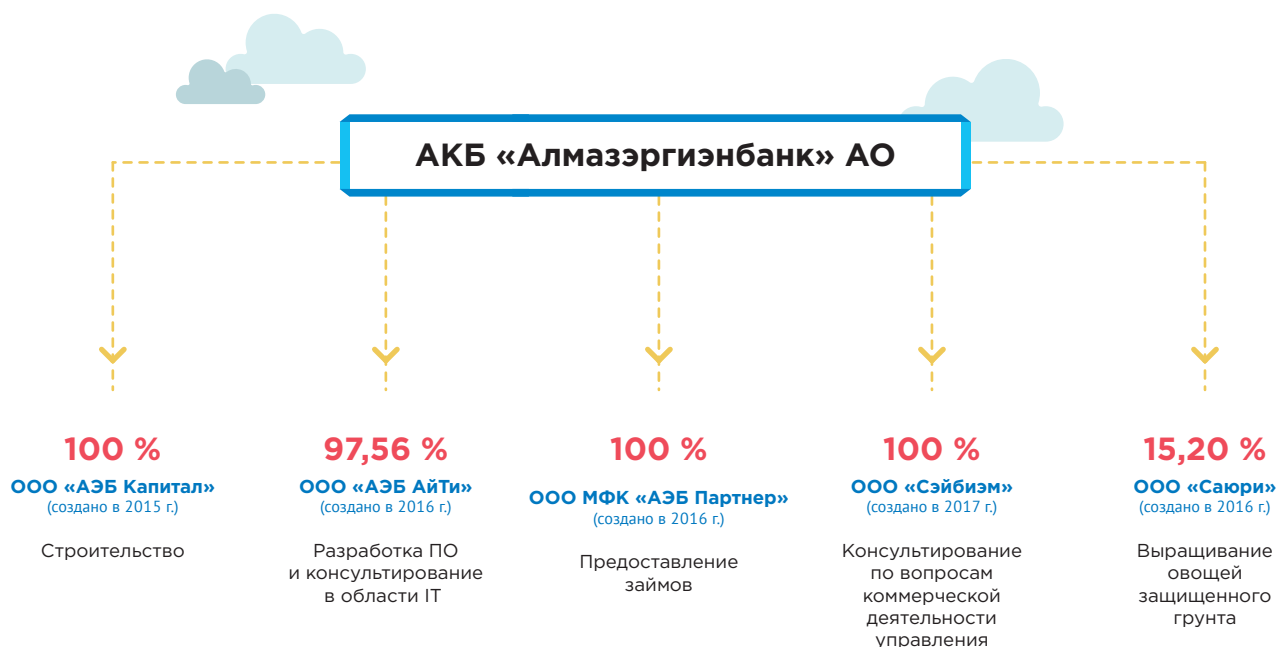 АКБ «Алмазэргиэнбанк» АО
100 %
ООО «АЭБ Капитал»
(создано в 2015 г.)
Строительство
97,56 %
ООО «АЭБ АйТи»
(создано в 2016 г.)
Разработка ПО
и консультирование
в области IT
100 %
ООО МФК «АЭБ Партнер»
(создано в 2016 г.)
Предоставление
займов
100 %
ООО «Сэйбиэм»
(создано в 2017 г.)
Консультирование
по вопросам
коммерческой
деятельности
управления
15,20 %
ООО «Саюри»
(создано в 2016 г.)
Выращивание
овощей
защищенного
грунта